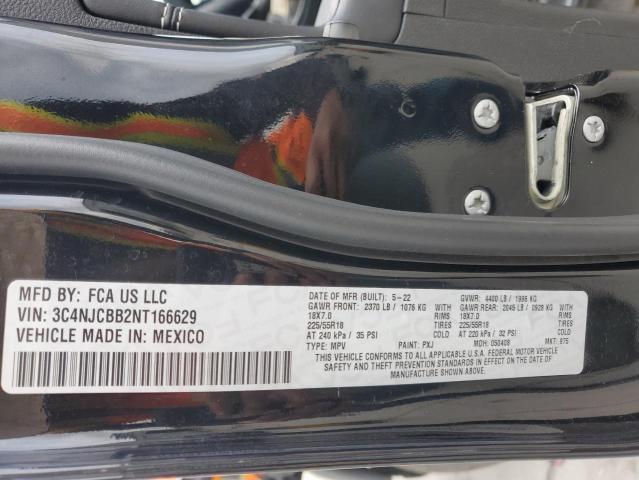 MFD BY: FCA US LLC
VIN: 3C4NJCBB2NT166629
VEHICLE MADE IN: MEXICO
DATE OF MFR (BUILT): 5-22 GVWR: 4400 LB / 1996 KG
GAWR FRONT: 2370 LB / 1076 KG WITH RIMS GAWR REAR: 2045 LB / 0928 KG WITH RIMS
18X7.0 18X7.0
225/55R18 TIRES 225/55R18 TIRES
AT 240 kPa / 35 PSI COLD AT 220 kPa / 32 PSI COLD
TYPE: MPV PAINT: PXJ MDH: 050408 MKT: 875
THIS VEHICLE CONFORMS TO ALL APPLICABLE U.S.A. FEDERAL MOTOR VEHICLE
SAFETY AND THEFT PREVENTION STANDARDS IN EFFECT ON THE DATE OF
MANUFACTURE SHOWN ABOVE.